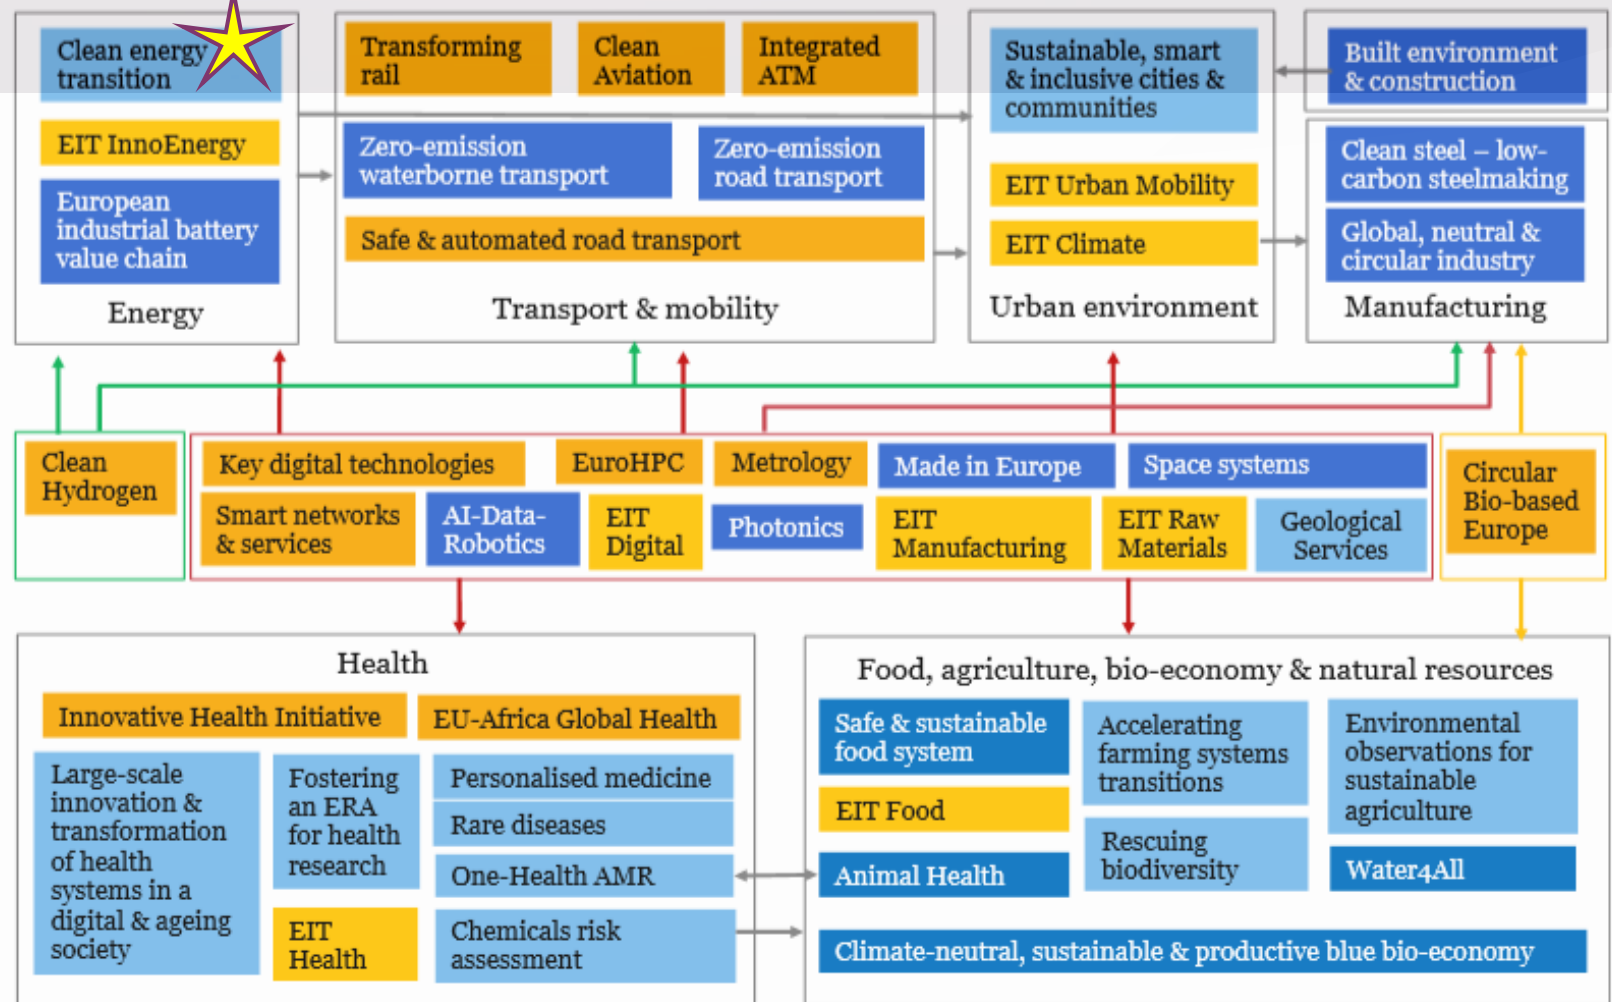 Clean energy
transition
EIT InnoEnergy
European
industrial battery
value chain
Energy
Transforming
rail
Clean
Aviation
Integrated
ATM
Zero-emission
waterborne transport
Zero-emission
road transport
Safe & automated road transport
Transport & mobility
Sustainable, smart
& inclusive cities &
communities
EIT Urban Mobility
EIT Climate
Urban environment
Built environment
& construction
Clean steel – low-
carbon steelmaking
Global, neutral &
circular industry
Manufacturing
Clean
Hydrogen
Key digital technologies
EuroHPC
Metrology
Made in Europe
Space systems
Smart networks
& services
AI-Data-
Robotics
EIT
Digital
Photonics
EIT
Manufacturing
EIT Raw
Materials
Geological
Services
Circular
Bio-based
Europe
Health
Innovative Health Initiative
EU-Africa Global Health
Large-scale
innovation &
transformation
of health
systems in a
digital & ageing
society
Fostering
an ERA
for health
research
EIT
Health
Personalised medicine
Rare diseases
One-Health AMR
Chemicals risk
assessment
Food, agriculture, bio-economy & natural resources
Safe & sustainable
food system
EIT Food
Animal Health
Accelerating
farming systems
transitions
Rescuing
biodiversity
Environmental
observations for
sustainable
agriculture
Water4All
Climate-neutral, sustainable & productive blue bio-economy